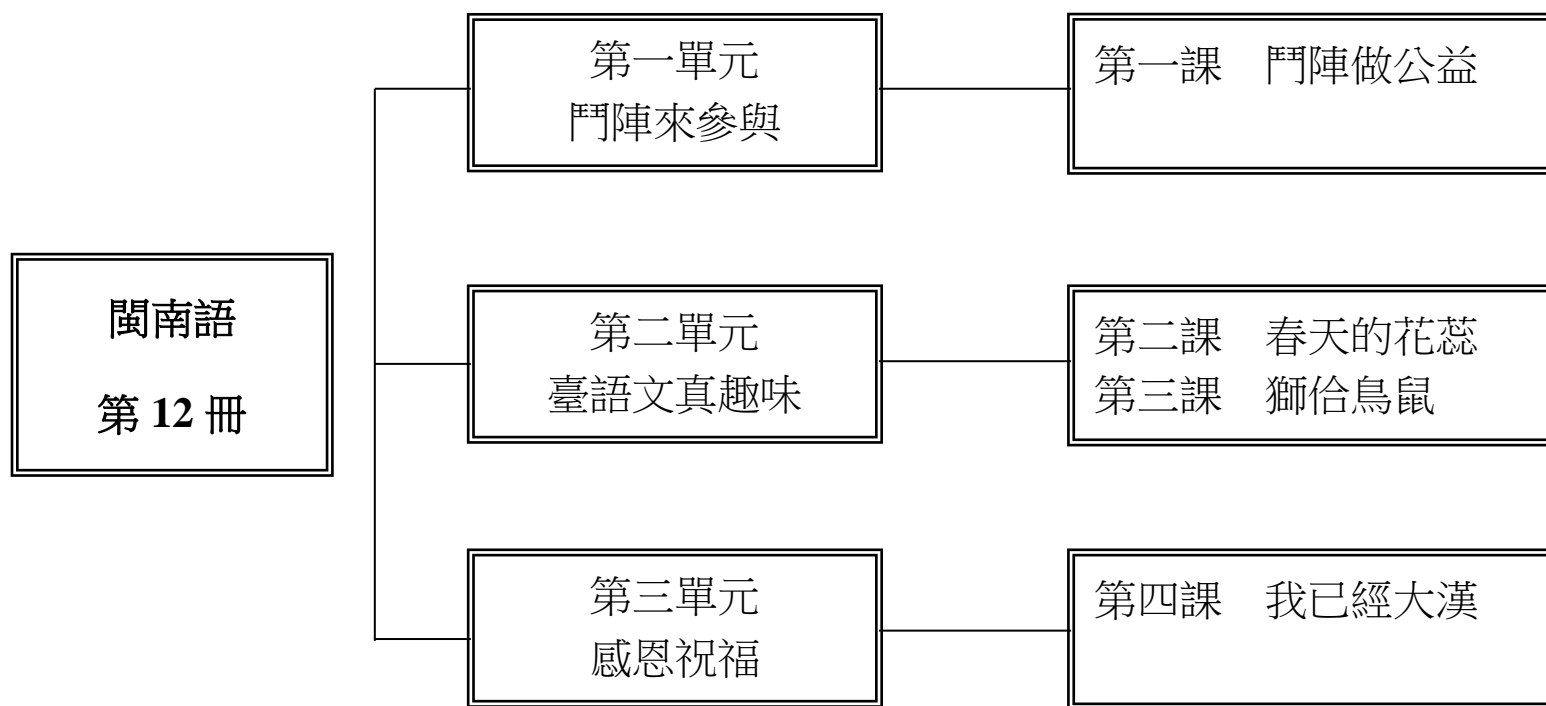 閩南語
第 12 冊
第一單元
鬥陣來參與
第一課　鬥陣做公益
第二單元
臺語文真趣味
第二課　春天的花蕊
第三課　獅佮鳥鼠
第三單元
感恩祝福
第四課　我已經大漢